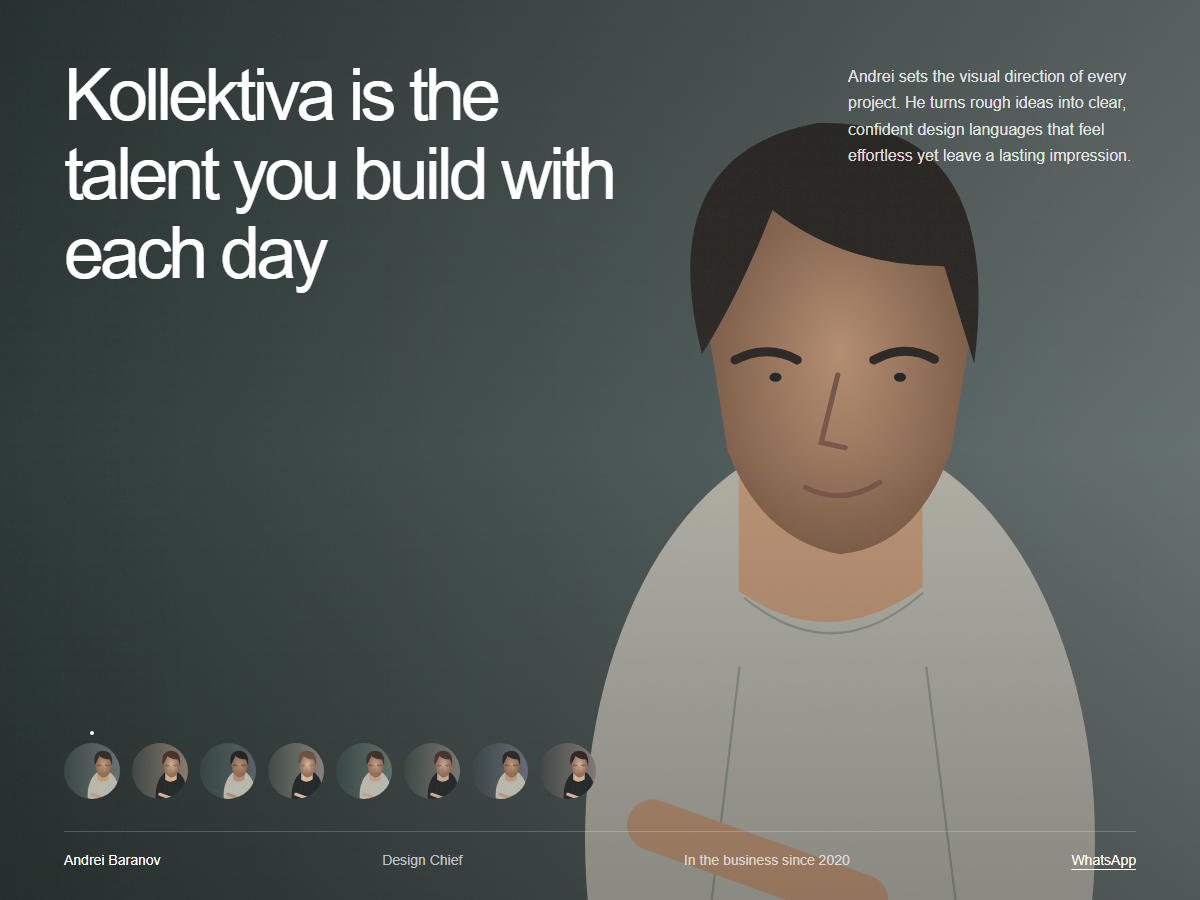 Kollektiva is the
talent you build with
each day
Andrei sets the visual direction of every
project. He turns rough ideas into clear,
confident design languages that feel
effortless yet leave a lasting impression.
Andrei Baranov
Design Chief
In the business since 2020
WhatsApp